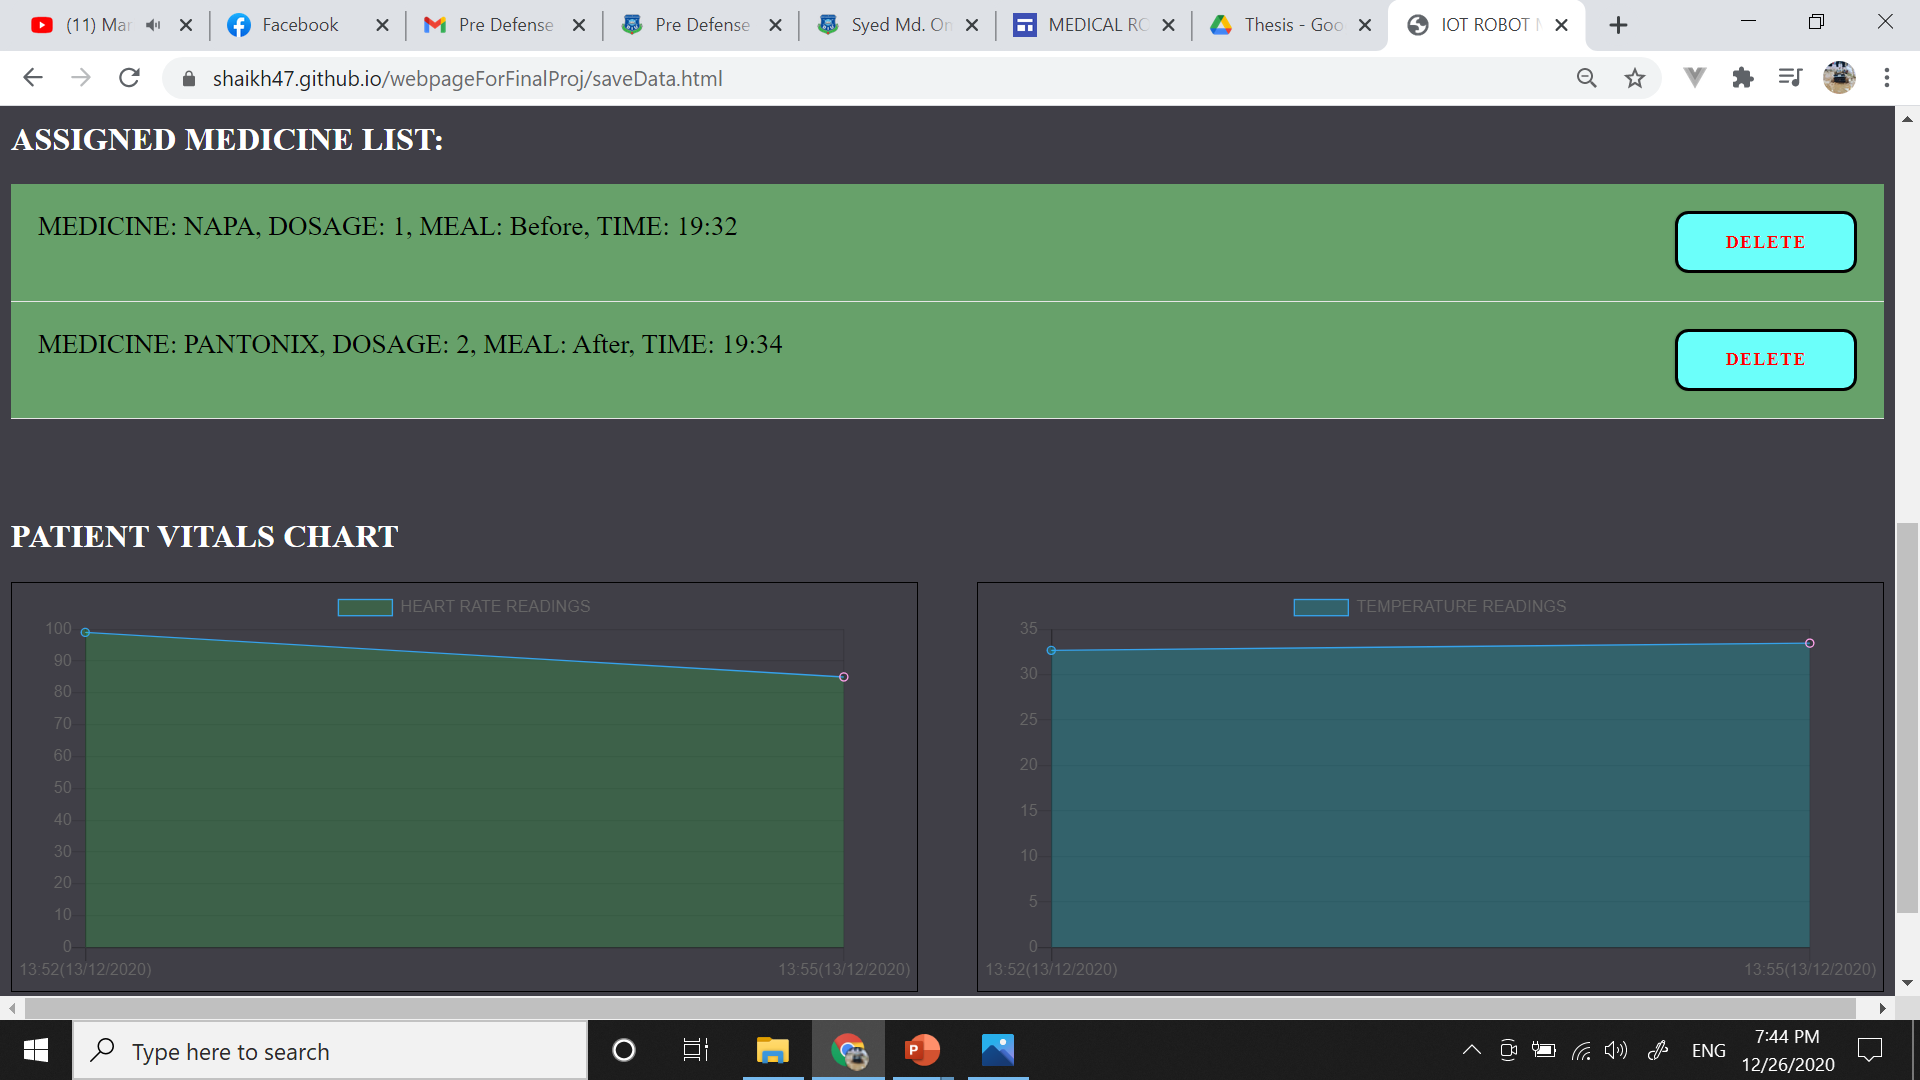 (11) Mar
Facebook
Pre Defense
Pre Defense
Syed Md. On
MEDICAL RO
Thesis - Goo
IOT ROBOT M
shaikh47.github.io/webpageForFinalProj/saveData.html
ASSIGNED MEDICINE LIST:
MEDICINE: NAPA, DOSAGE: 1, MEAL: Before, TIME: 19:32
DELETE
MEDICINE: PANTONIX, DOSAGE: 2, MEAL: After, TIME: 19:34
DELETE
PATIENT VITALS CHART
HEART RATE READINGS
100
90
80
70
60
50
40
30
20
10
0
13:52(13/12/2020)
13:55(13/12/2020)
TEMPERATURE READINGS
35
30
25
20
15
10
5
0
13:52(13/12/2020)
13:55(13/12/2020)
Type here to search
P
ENG
7:44 PM
12/26/2020